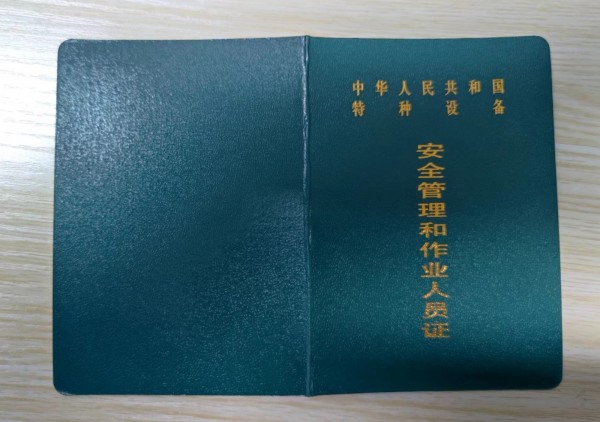 中华人民共和国
特种设备
安全管理和作业人员证